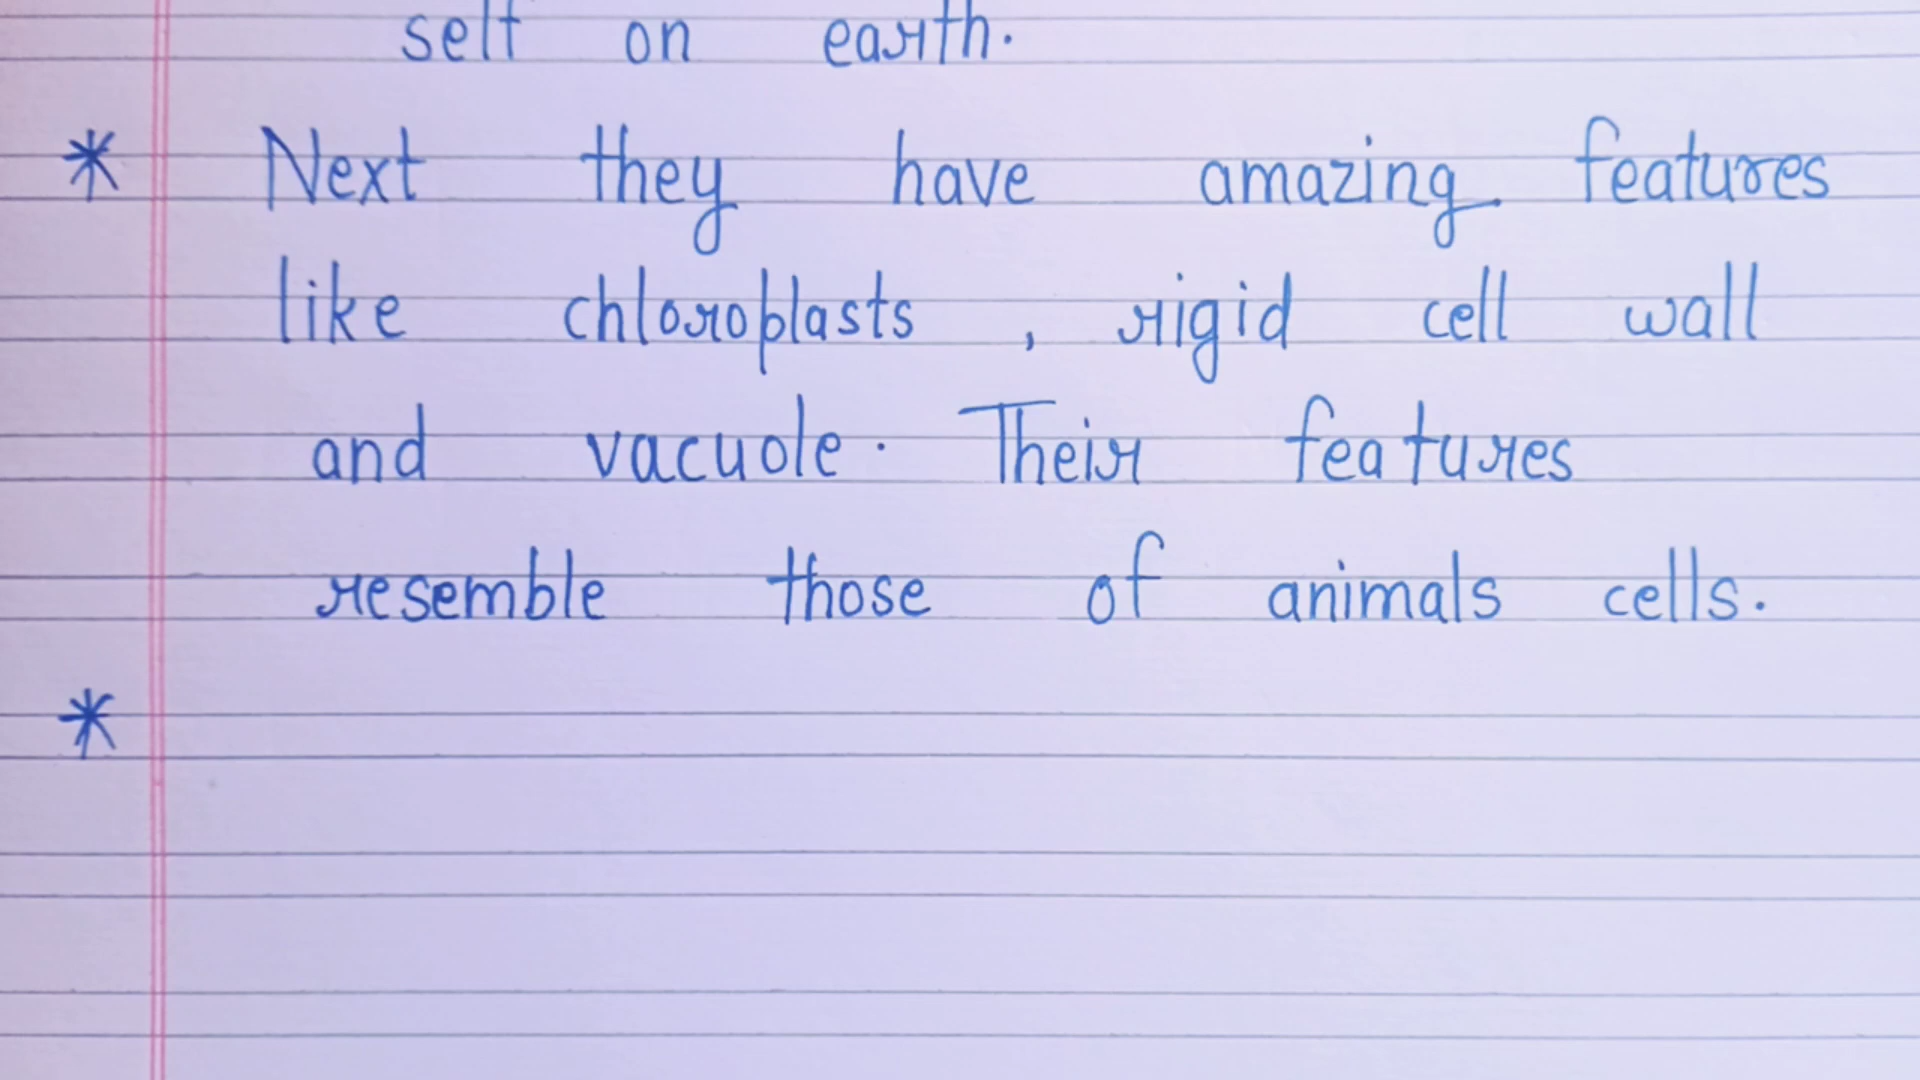 self on earth.
* Next they have amazing features
like chloroplasts , rigid cell wall
and vacuole. Their features
resemble those of animals cells.
*